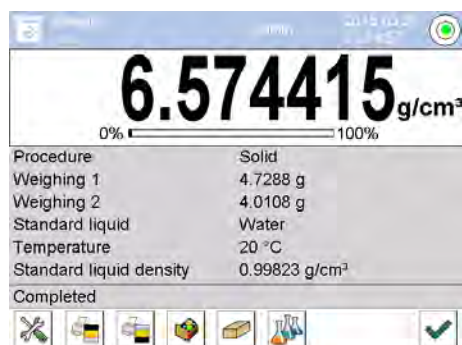 6.574415 g/cm³
0% 100%
Procedure Solid
Weighing 1 4.7288 g
Weighing 2 4.0108 g
Standard liquid Water
Temperature 20 °C
Standard liquid density 0.99823 g/cm³
Completed